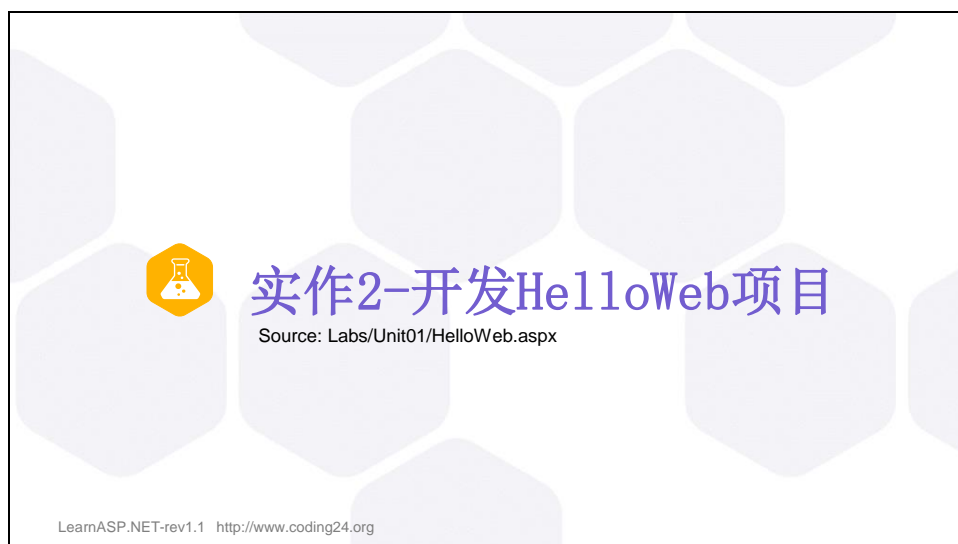 实作2-开发HelloWeb项目
Source: Labs/Unit01/HelloWeb.aspx
LearnASP.NET-rev1.1 http://www.coding24.org